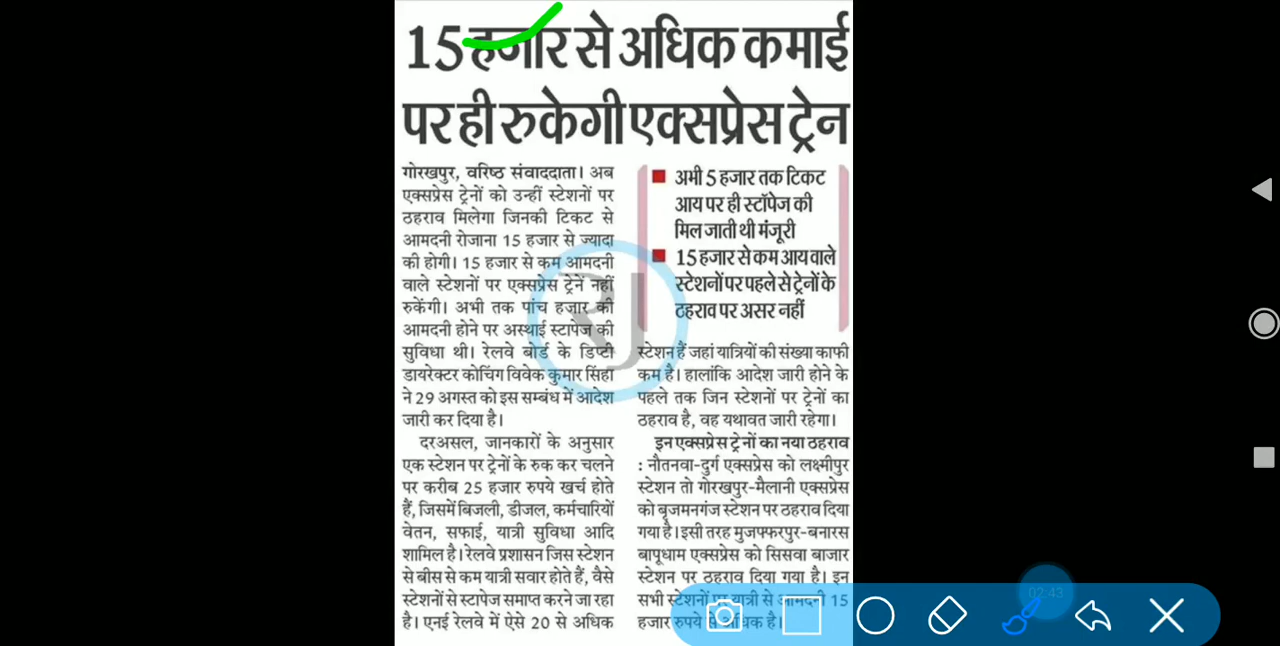 15 हजार से अधिक कमाई
पर ही रुकेगी एक्सप्रेस ट्रेन
गोरखपुर, वरिष्ठ संवाददाता। अब
एक्सप्रेस ट्रेनों को उन्हीं स्टेशनों पर
ठहराव मिलेगा जिनकी टिकट से
आमदनी रोजाना 15 हजार से ज्यादा
की होगी। 15 हजार से कम आमदनी
वाले स्टेशनों पर एक्सप्रेस ट्रेनें नहीं
रुकेंगी। अभी तक पांच हजार की
आमदनी होने पर अस्थाई स्टापेज की
सुविधा थी। रेलवे बोर्ड के डिप्टी
डायरेक्टर कोचिंग विवेक कुमार सिंहा
ने 29 अगस्त को इस सम्बंध में आदेश
जारी कर दिया है।
दरअसल, जानकारों के अनुसार
एक स्टेशन पर ट्रेनों के रुक कर चलने
पर करीब 25 हजार रुपये खर्च होते
हैं, जिसमें बिजली, डीजल, कर्मचारियों
वेतन, सफाई, यात्री सुविधा आदि
शामिल है। रेलवे प्रशासन जिस स्टेशन
से बीस से कम यात्री सवार होते हैं, वैसे
स्टेशनों से स्टापेज समाप्त करने जा रहा
है। एनई रेलवे में ऐसे 20 से अधिक
■ अभी 5 हजार तक टिकट
आय पर ही स्टॉपेज की
मिल जाती थी मंजूरी
■ 15 हजार से कम आय वाले
स्टेशनों पर पहले से ट्रेनों के
ठहराव पर असर नहीं
स्टेशन हैं जहां यात्रियों की संख्या काफी
कम है। हालांकि आदेश जारी होने के
पहले तक जिन स्टेशनों पर ट्रेनों का
ठहराव है, वह यथावत जारी रहेगा।
इन एक्सप्रेस ट्रेनों का नया ठहराव
: नौतनवा-दुर्ग एक्सप्रेस को लक्ष्मीपुर
स्टेशन तो गोरखपुर-मैलानी एक्सप्रेस
को बृजमनगंज स्टेशन पर ठहराव दिया
गया है। इसी तरह मुजफ्फरपुर-बनारस
बापूधाम एक्सप्रेस को सिसवा बाजार
स्टेशन पर ठहराव दिया गया है। इन
सभी स्टेशनों पर यात्री से आमदनी 15
हजार रुपये से अधिक है।
RJ
02:43